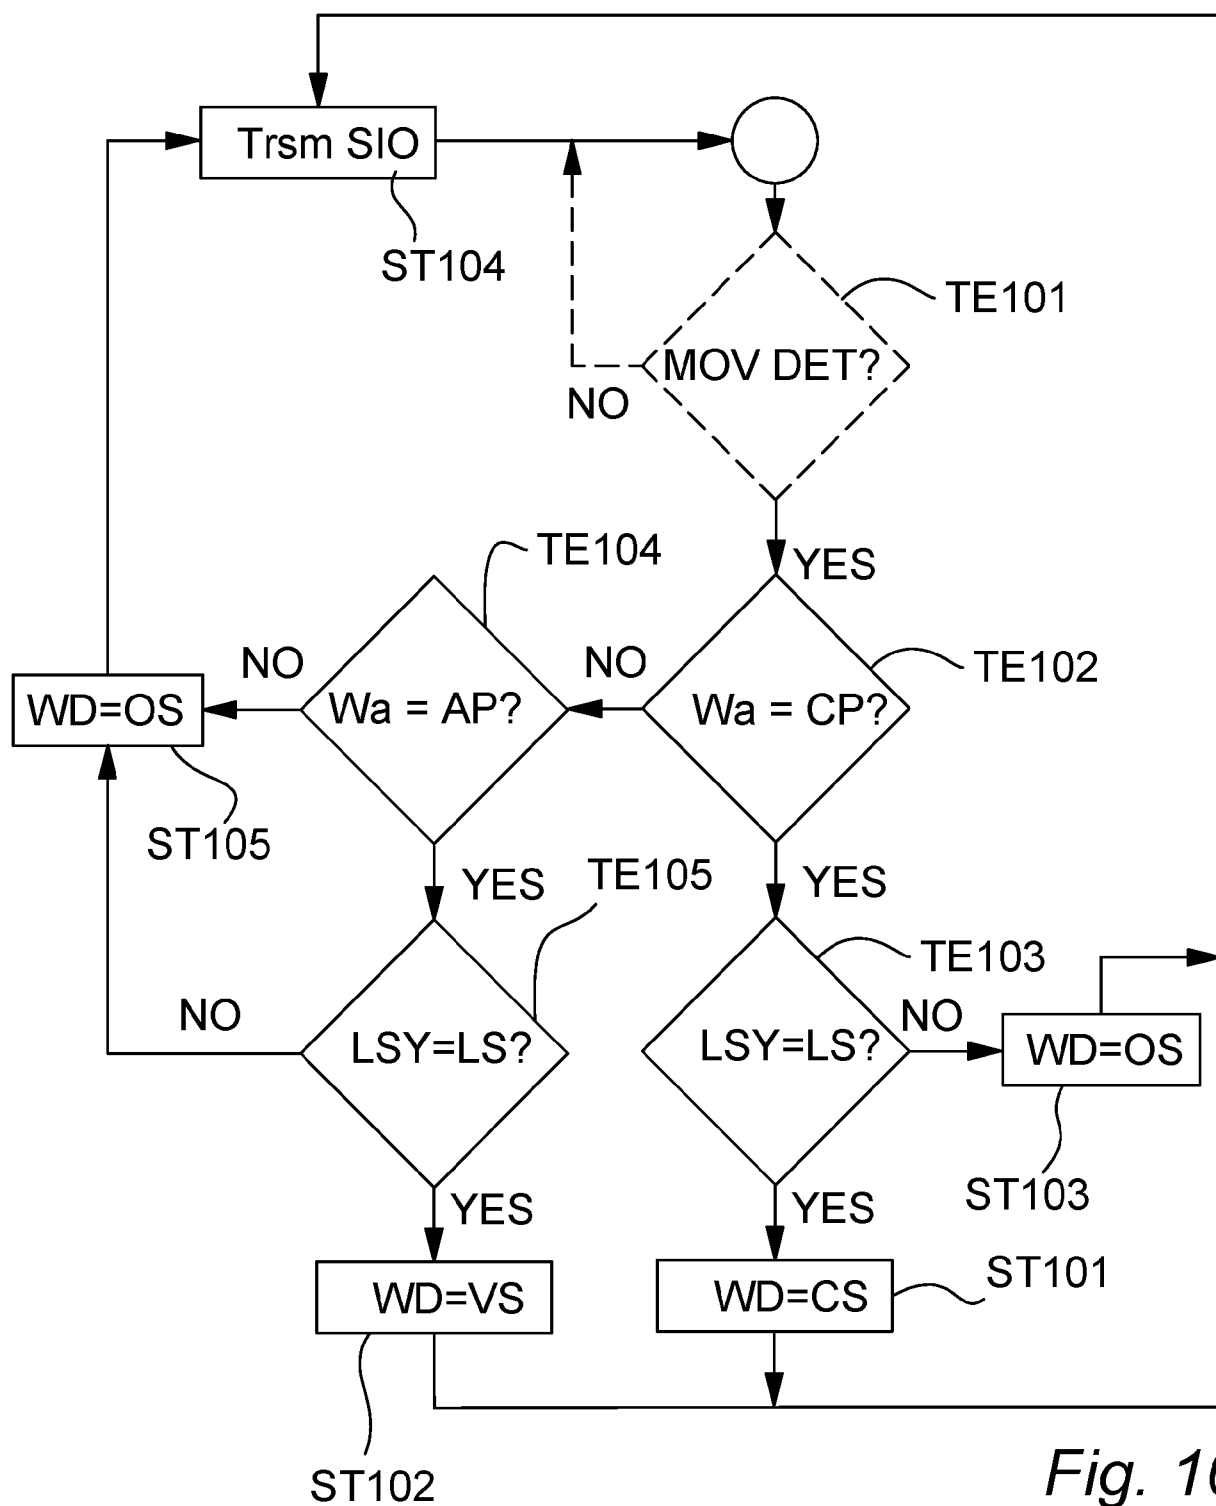 Trsm SIO
ST104
TE101
MOV DET?
NO
YES
TE104
TE102
NO
NO
WD=OS
Wa = AP?
Wa = CP?
ST105
YES
TE105
YES
TE103
NO
NO
LSY=LS?
LSY=LS?
WD=OS
ST103
YES
YES
ST101
WD=VS
WD=CS
ST102
Fig.